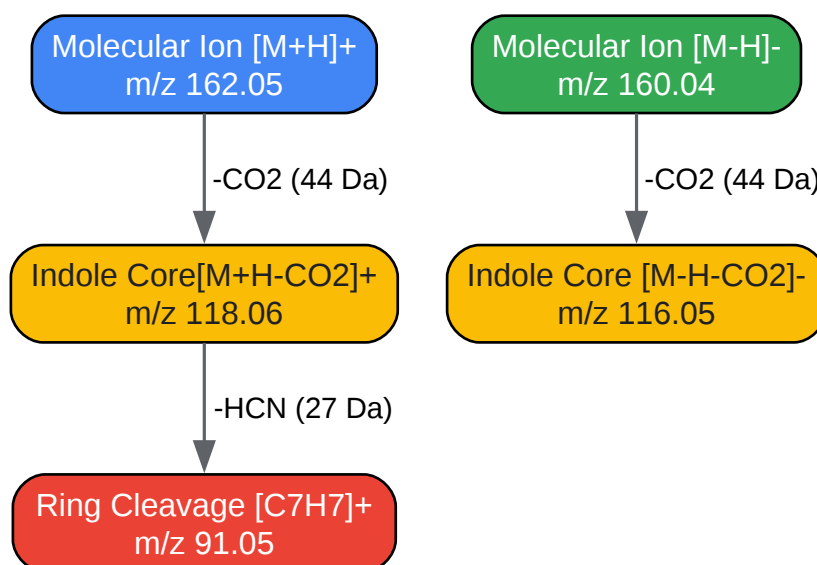 Molecular Ion [M+H]+
m/z 162.05
Molecular Ion [M-H]-
m/z 160.04
-CO2 (44 Da)
-CO2 (44 Da)
Indole Core[M+H-CO2]+
m/z 118.06
Indole Core [M-H-CO2]-
m/z 116.05
-HCN (27 Da)
Ring Cleavage [C7H7]+
m/z 91.05